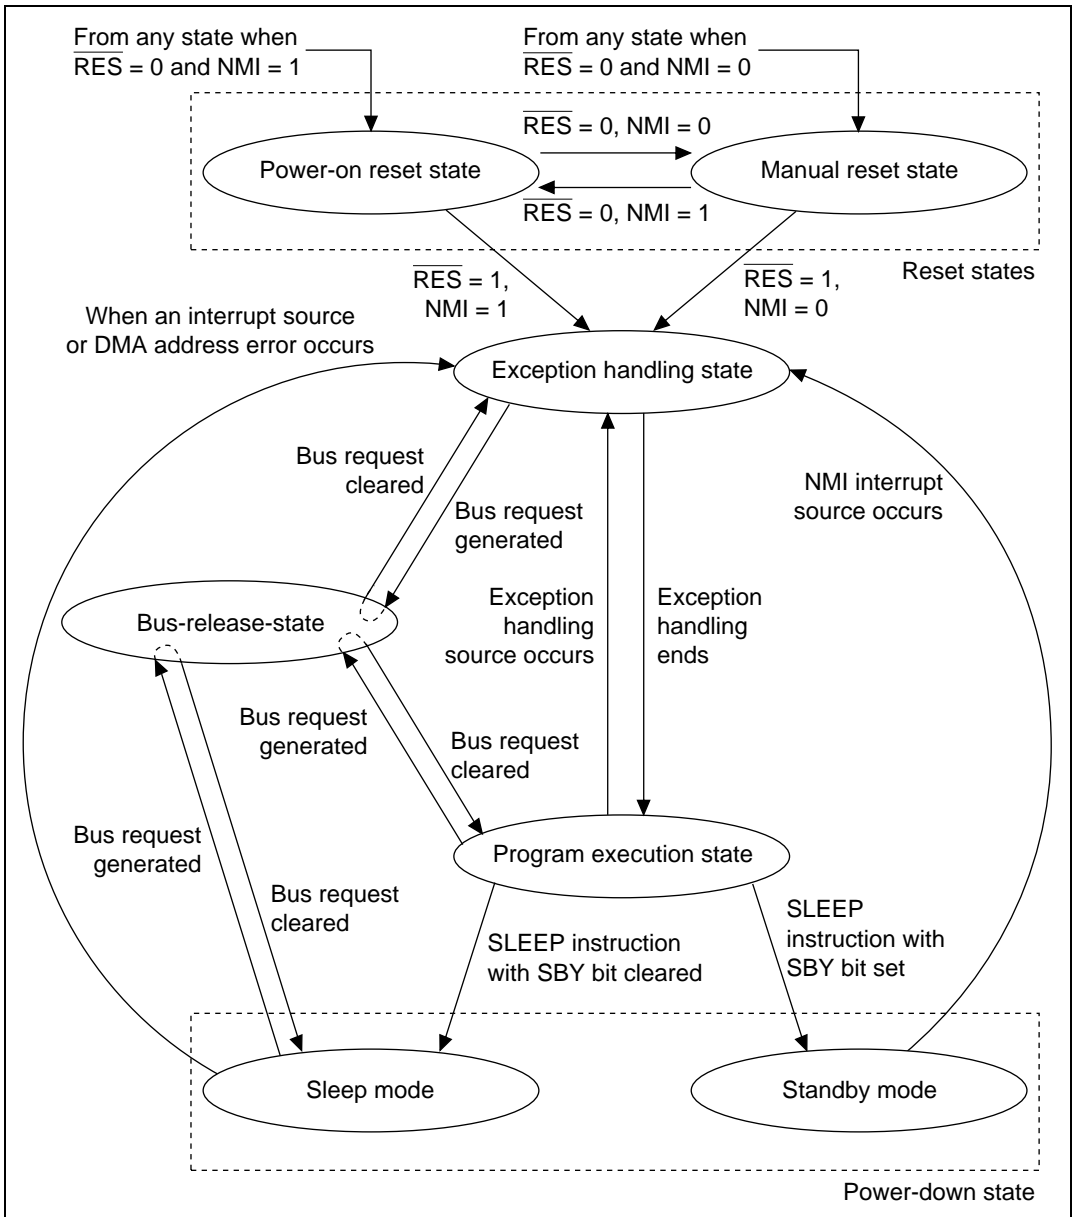 From any state when
RES = 0 and NMI = 1
From any state when
RES = 0 and NMI = 0
RES = 0, NMI = 0
Power-on reset state
Manual reset state
RES = 0, NMI = 1
Reset states
RES = 1,
NMI = 1
RES = 1,
NMI = 0
When an interrupt source
or DMA address error occurs
Exception handling state
Bus request
cleared
Bus request
generated
NMI interrupt
source occurs
Bus-release-state
Exception
handling
source occurs
Exception
handling
ends
Bus request
generated
Bus request
cleared
Bus request
generated
Program execution state
Bus request
cleared
SLEEP instruction
with SBY bit cleared
SLEEP
instruction with
SBY bit set
Sleep mode
Standby mode
Power-down state